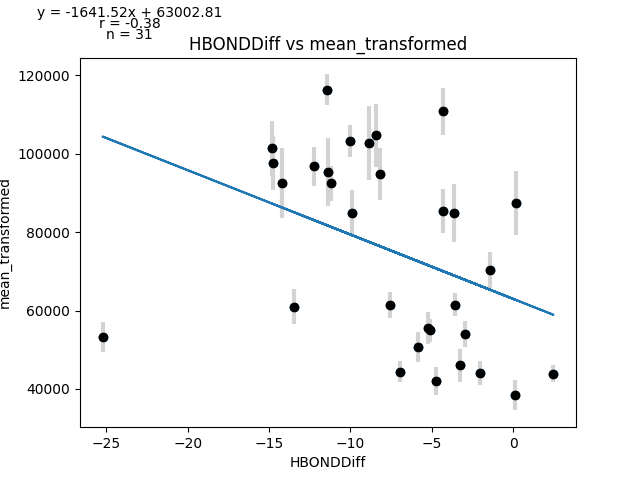 y = -1641.52x + 63002.81
r = -0.38
n = 31
HBONDDiff vs mean_transformed
mean_transformed
120000
100000
80000
60000
40000
−25
−20
−15
−10
−5
0
HBONDDiff